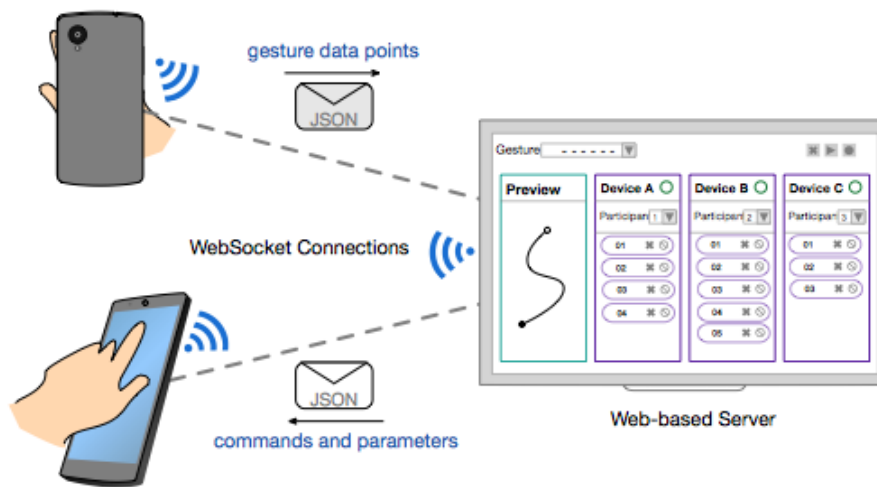 gesture data points
JSON
WebSocket Connections
JSON
commands and parameters
Gesture - - - - - -
Preview
Device A
Participan 1
01
02
03
04
Device B
Participan 2
01
02
03
04
05
Device C
Participan 3
01
02
03
Web-based Server